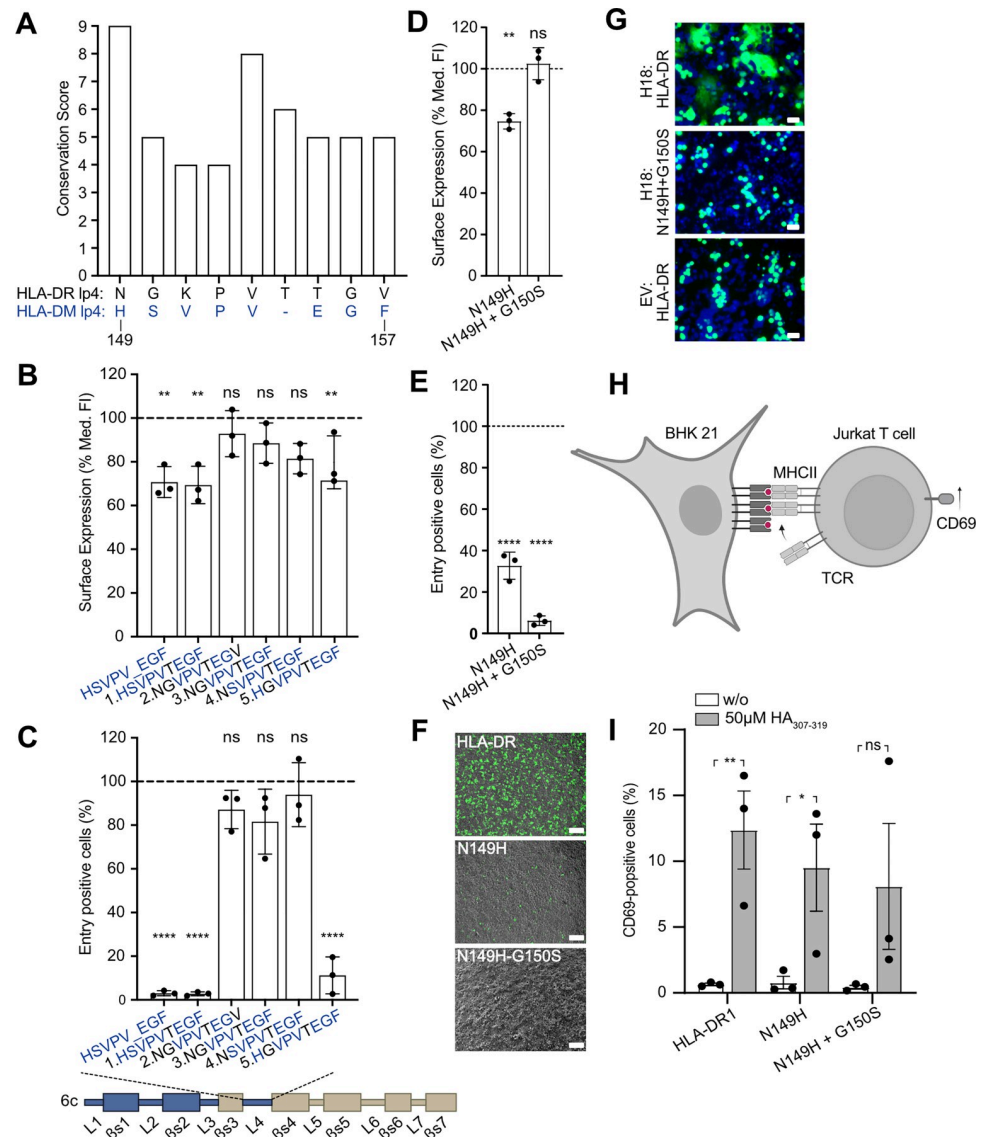 A
Conservation Score
9
8
7
6
5
4
3
2
1
0
HLA-DR lp4: N G K P V T T G V
HLA-DM lp4: H S V P V - E G F
149 157
B
Surface Expression (% Med. FI)
120
100
80
60
40
20
0
** ** ns ns ns **
HSVPV_EGF
1.HSVPVTEGF
2.NGVPVTEGV
3.NGVPVTEGF
4.NSVPVTEGF
5.HGVPVTEGF
C
Entry positive cells (%)
120
100
80
60
40
20
0
**** **** ns ns ns ****
HSVPV_EGF
1.HSVPVTEGF
2.NGVPVTEGV
3.NGVPVTEGF
4.NSVPVTEGF
5.HGVPVTEGF
6c
L1 βs1 L2 βs2 L3 βs3 L4 βs4 L5 βs5 L6 βs6 L7 βs7
D
Surface Expression (% Med. FI)
120
100
80
60
40
20
0
** ns
N149H
N149H + G150S
E
Entry positive cells (%)
120
100
80
60
40
20
0
**** ****
N149H
N149H + G150S
F
HLA-DR
N149H
N149H-G150S
G
H18:
HLA-DR
H18:
N149H+G150S
EV:
HLA-DR
H
BHK 21
Jurkat T cell
MHCII
CD69
TCR
I
w/o
50µM HA307-319
CD69-popsitive cells (%)
20
15
10
5
0
** * ns
HLA-DR1
N149H
N149H + G150S